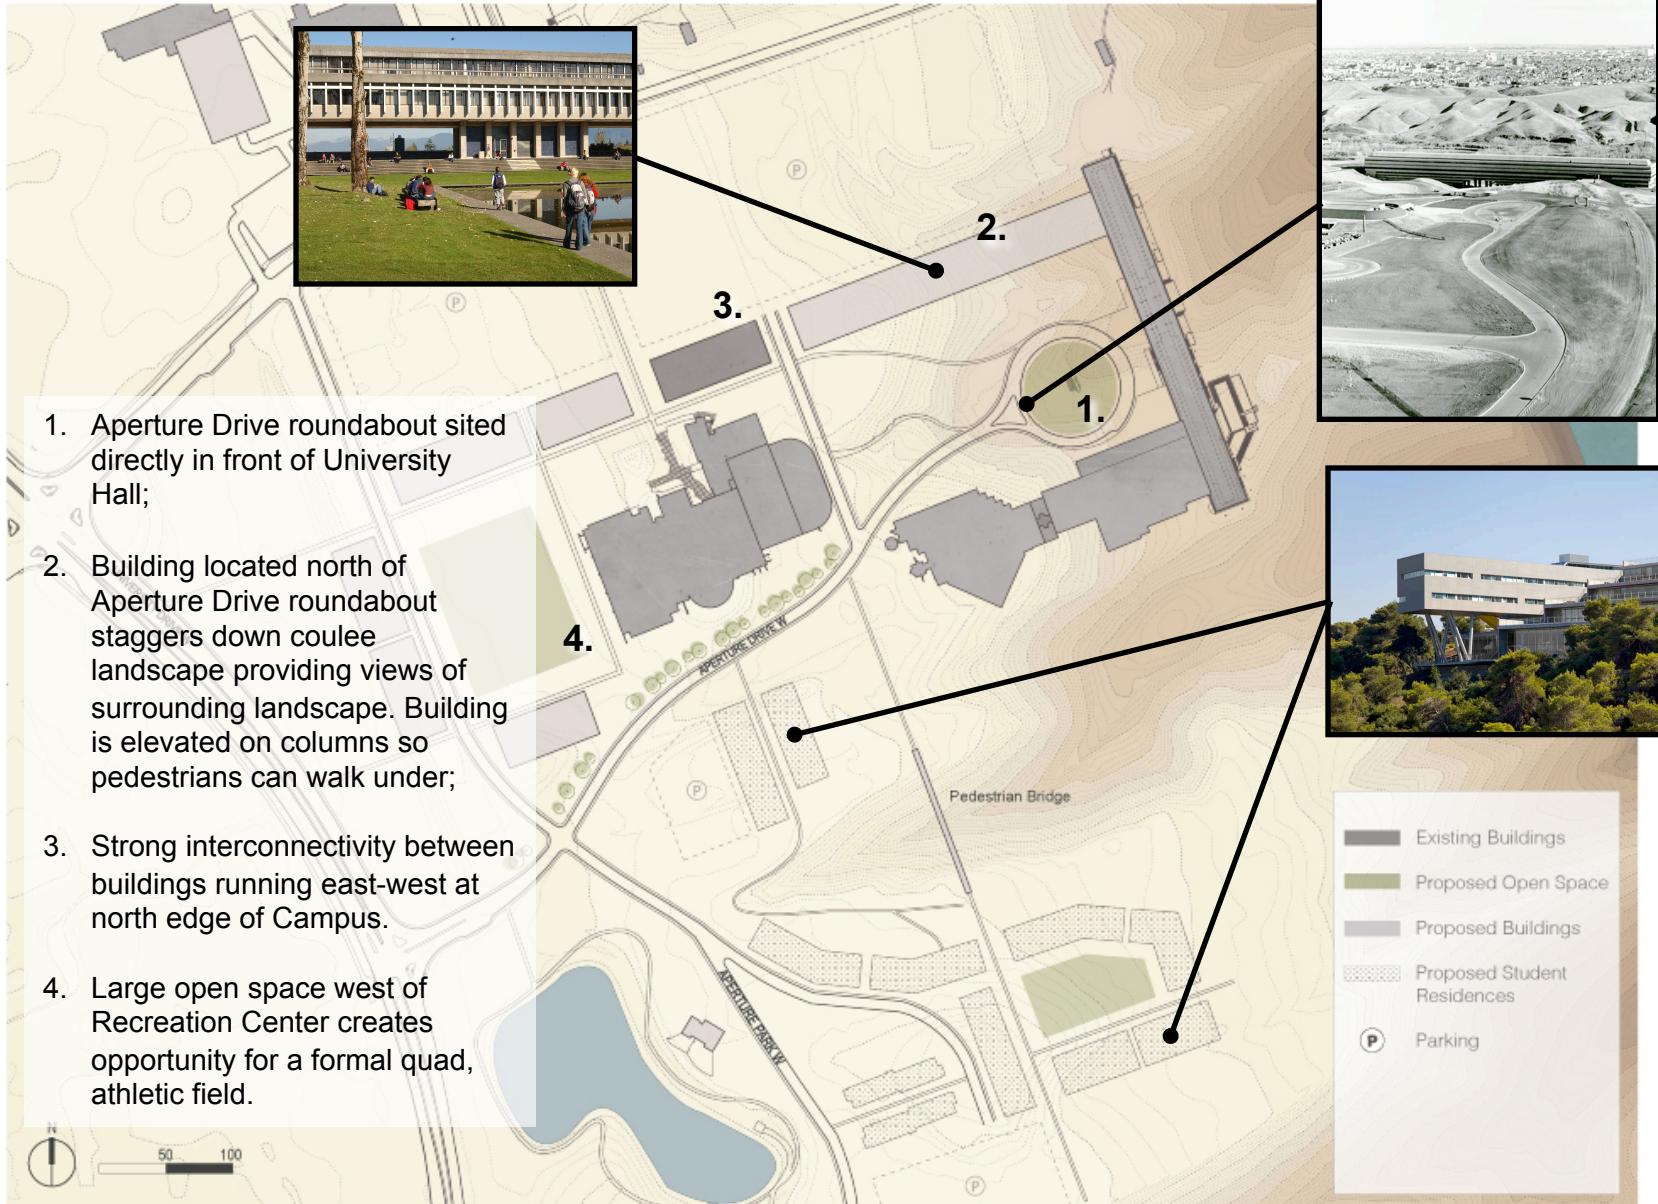 1. Aperture Drive roundabout sited
directly in front of University
Hall;
2. Building located north of
Aperture Drive roundabout
staggers down coulee
landscape providing views of
surrounding landscape. Building
is elevated on columns so
pedestrians can walk under;
3. Strong interconnectivity between
buildings running east-west at
north edge of Campus.
4. Large open space west of
Recreation Center creates
opportunity for a formal quad,
athletic field.
N
50 100
P
P
2.
3.
1.
4.
APERTURE DRIVE W
P
Pedestrian Bridge
APERTURE PARK W
P
Existing Buildings
Proposed Open Space
Proposed Buildings
Proposed Student
Residences
P Parking